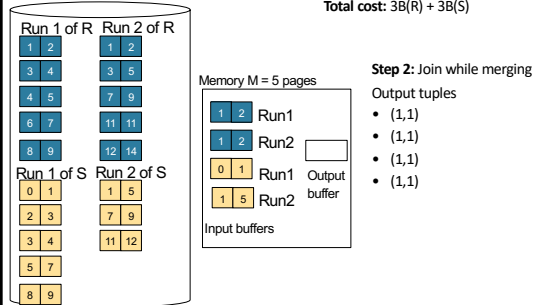 Total cost: 3B(R) + 3B(S)
Run 1 of R Run 2 of R
1 2 1 2
3 4 3 5
4 5 7 9
6 7 11 11
8 9 12 14
Run 1 of S Run 2 of S
0 1 1 5
2 3 7 9
3 4 11 12
5 7
8 9
Memory M = 5 pages
1 2 Run1
1 2 Run2
0 1 Run1
1 5 Run2
Output
buffer
Input buffers
Step 2: Join while merging
Output tuples
• (1,1)
• (1,1)
• (1,1)
• (1,1)